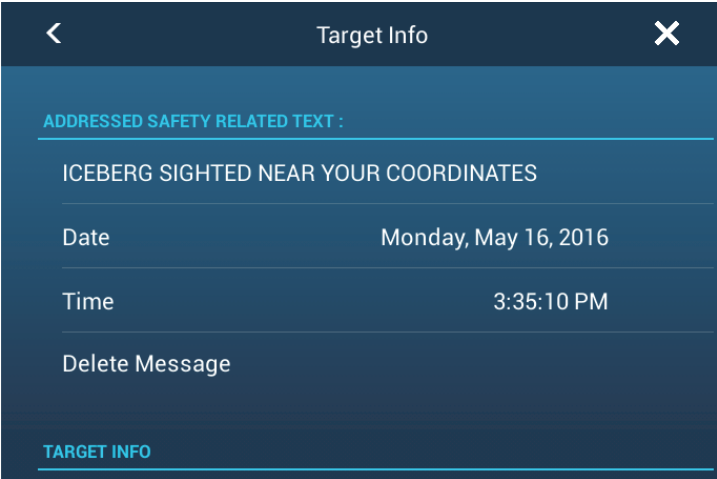 Target Info
ADDRESSED SAFETY RELATED TEXT :
ICEBERG SIGHTED NEAR YOUR COORDINATES
Date Monday, May 16, 2016
Time 3:35:10 PM
Delete Message
TARGET INFO